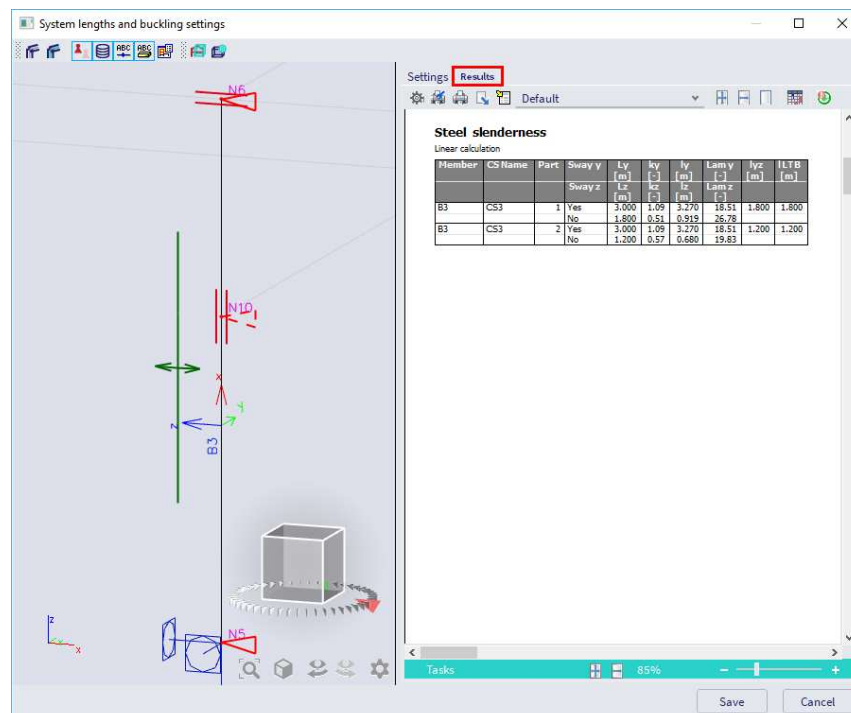 System lengths and buckling settings
ABC ABC
Settings Results
Default
Steel slenderness
Linear calculation
Member CS Name Part Sway y Ly [m] ky [-] ly [m] Lam y [-] lyz [m] lLTB [m]
Sway z Lz [m] kz [-] lz [m] Lam z [-]
B3 CS3 1 Yes 3.000 1.09 3.270 18.51 1.800 1.800
No 1.800 0.51 0.919 26.78
B3 CS3 2 Yes 3.000 1.09 3.270 18.51 1.200 1.200
No 1.200 0.57 0.680 19.83
N6
N10
x
y
z
B3
N5
z
y
x
Tasks 85%
Save Cancel